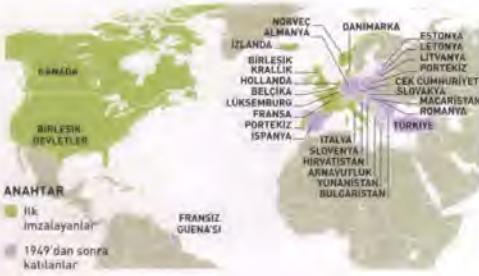 NORVEÇ
ALMANYA
İZLANDA
DANİMARKA
ESTONYA
LETONYA
LİTVANYA
PORTEKİZ
ÇEK CUMHURİYET
SLOVAKYA
MACARİSTAN
ROMANYA
TÜRKİYE
BİRLEŞİK
KRALLIK
HOLLANDA
BELÇİKA
LÜKSEMBURG
FRANSA
PORTEKİZ
İSPANYA
KANADA
BİRLEŞİK
DEVLETLER
İTALYA
SLOVENYA
HIRVATİSTAN
ARNAVUTLUK
YUNANİSTAN
BULGARİSTAN
FRANSIZ
GUENA'SI
ANAHTAR
İlk
imzalayanlar
1949'dan sonra
katılanlar